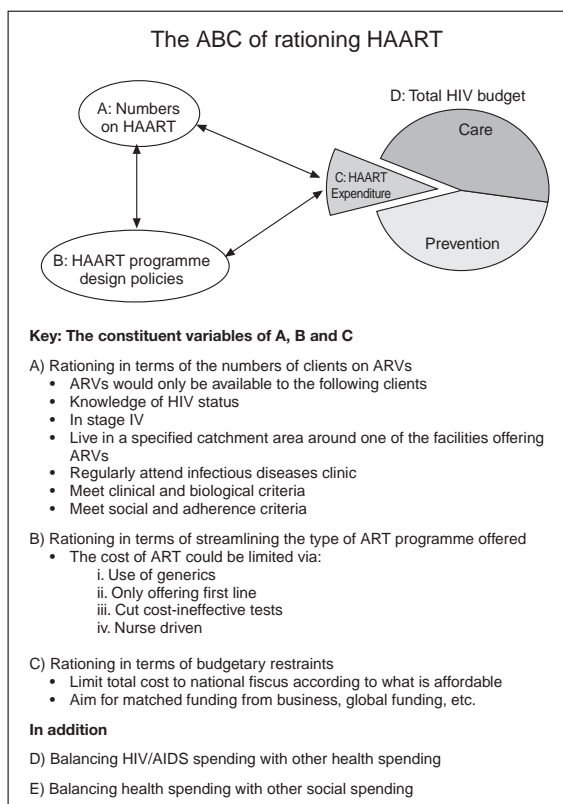 The ABC of rationing HAART
A: Numbers
on HAART
D: Total HIV budget
Care
C: HAART
Expenditure
Prevention
B: HAART programme
design policies
Key: The constituent variables of A, B and C
A) Rationing in terms of the numbers of clients on ARVs
• ARVs would only be available to the following clients
• Knowledge of HIV status
• In stage IV
• Live in a specified catchment area around one of the facilities offering
ARVs
• Regularly attend infectious diseases clinic
• Meet clinical and biological criteria
• Meet social and adherence criteria
B) Rationing in terms of streamlining the type of ART programme offered
• The cost of ART could be limited via:
i. Use of generics
ii. Only offering first line
iii. Cut cost-ineffective tests
iv. Nurse driven
C) Rationing in terms of budgetary restraints
• Limit total cost to national fiscus according to what is affordable
• Aim for matched funding from business, global funding, etc.
In addition
D) Balancing HIV/AIDS spending with other health spending
E) Balancing health spending with other social spending